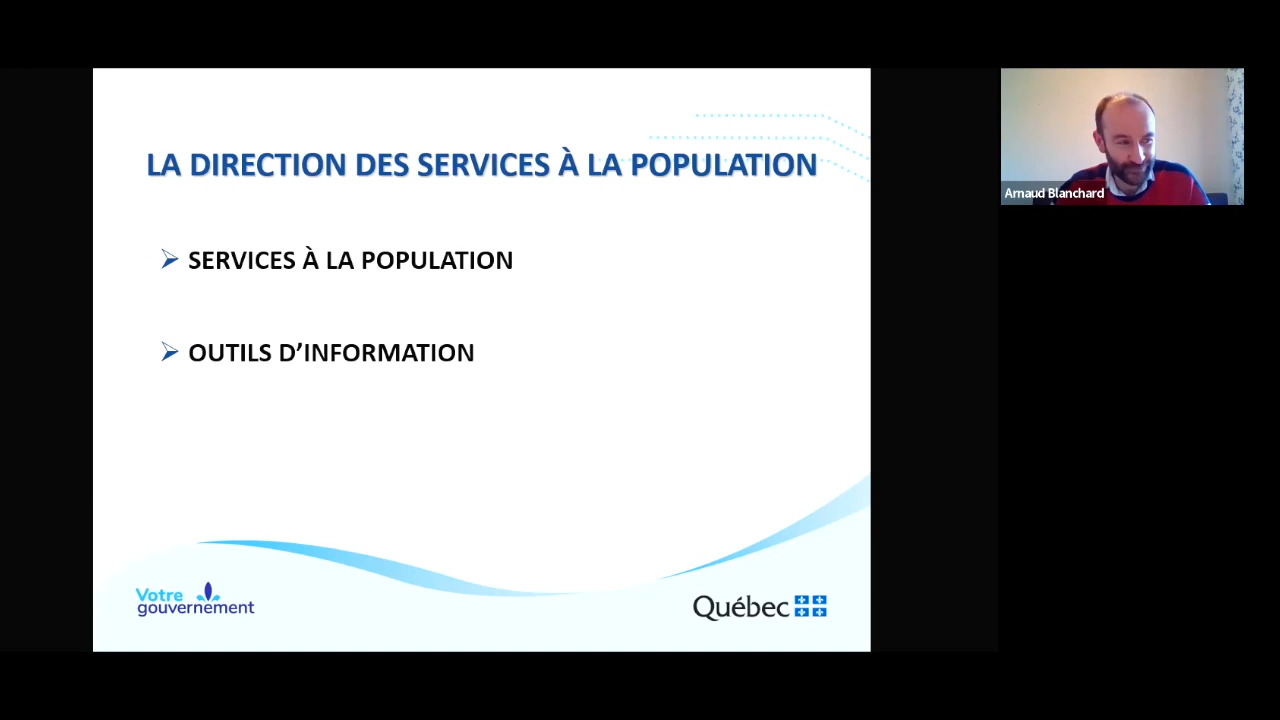 LA DIRECTION DES SERVICES À LA POPULATION
SERVICES À LA POPULATION
OUTILS D’INFORMATION
Votre
gouvernement
Québec
Arnaud Blanchard